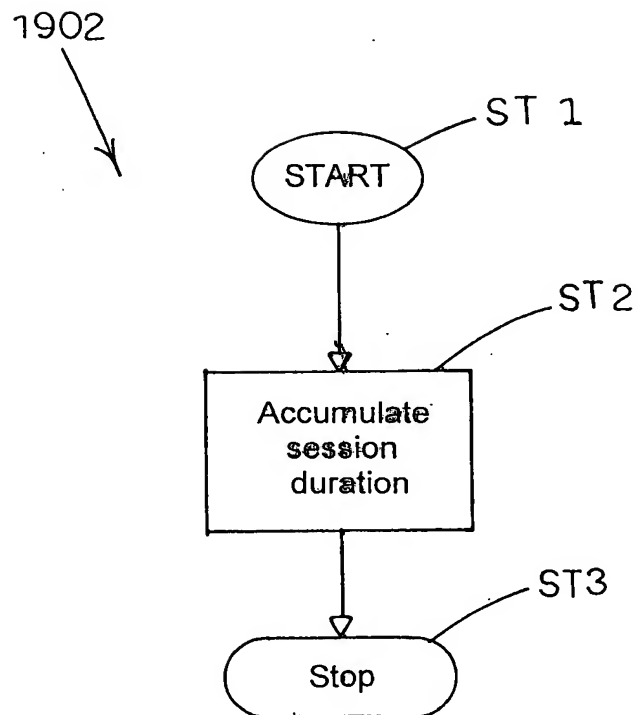 1902
ST 1
START
ST2
Accumulate
session
duration
ST3
Stop